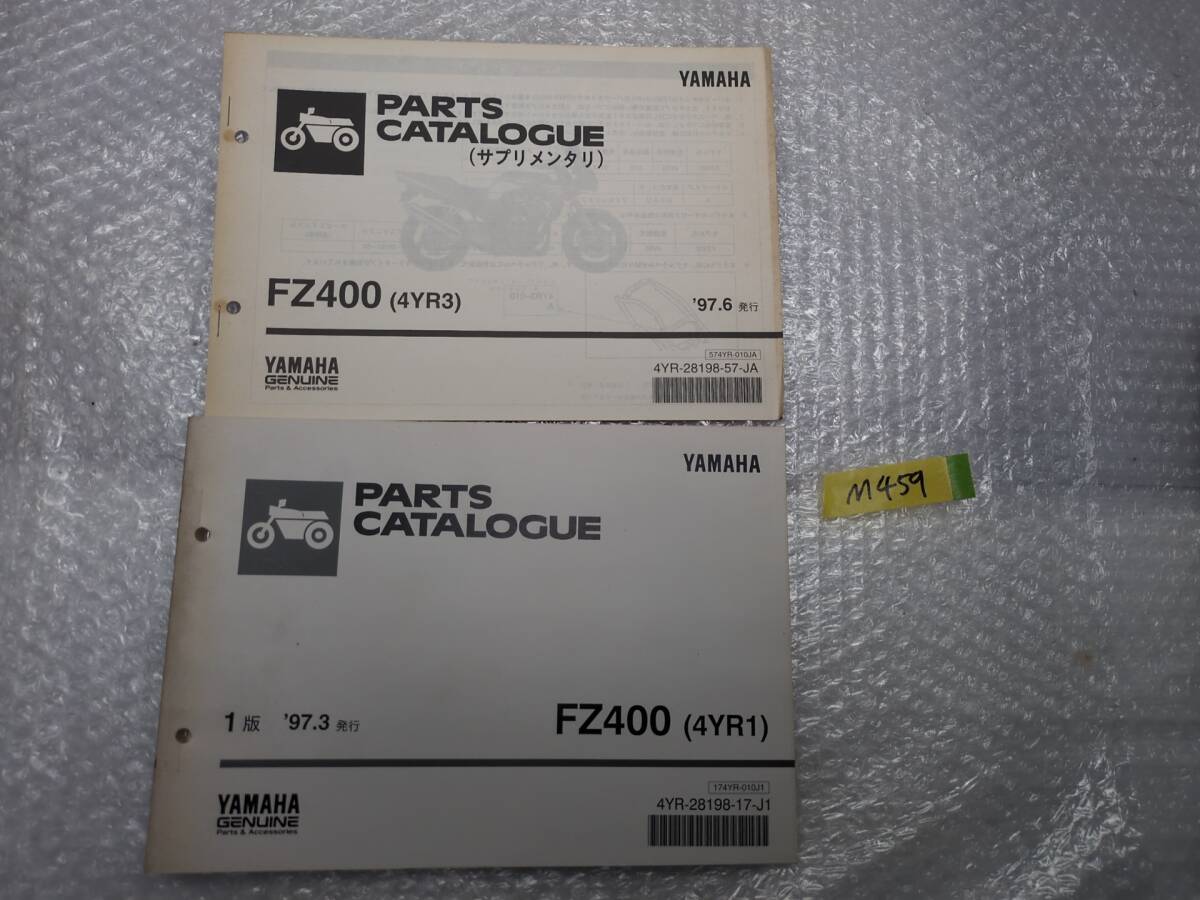 YAMAHA
PARTS
CATALOGUE
(サプリメンタリ)
FZ400 (4YR3)
'97.6 発行
YAMAHA
GENUINE
Parts & Accessories
574YR-010JA
4YR-28198-57-JA
YAMAHA
PARTS
CATALOGUE
M459
1版 '97.3 発行
FZ400 (4YR1)
YAMAHA
GENUINE
Parts & Accessories
174YR-010J1
4YR-28198-17-J1